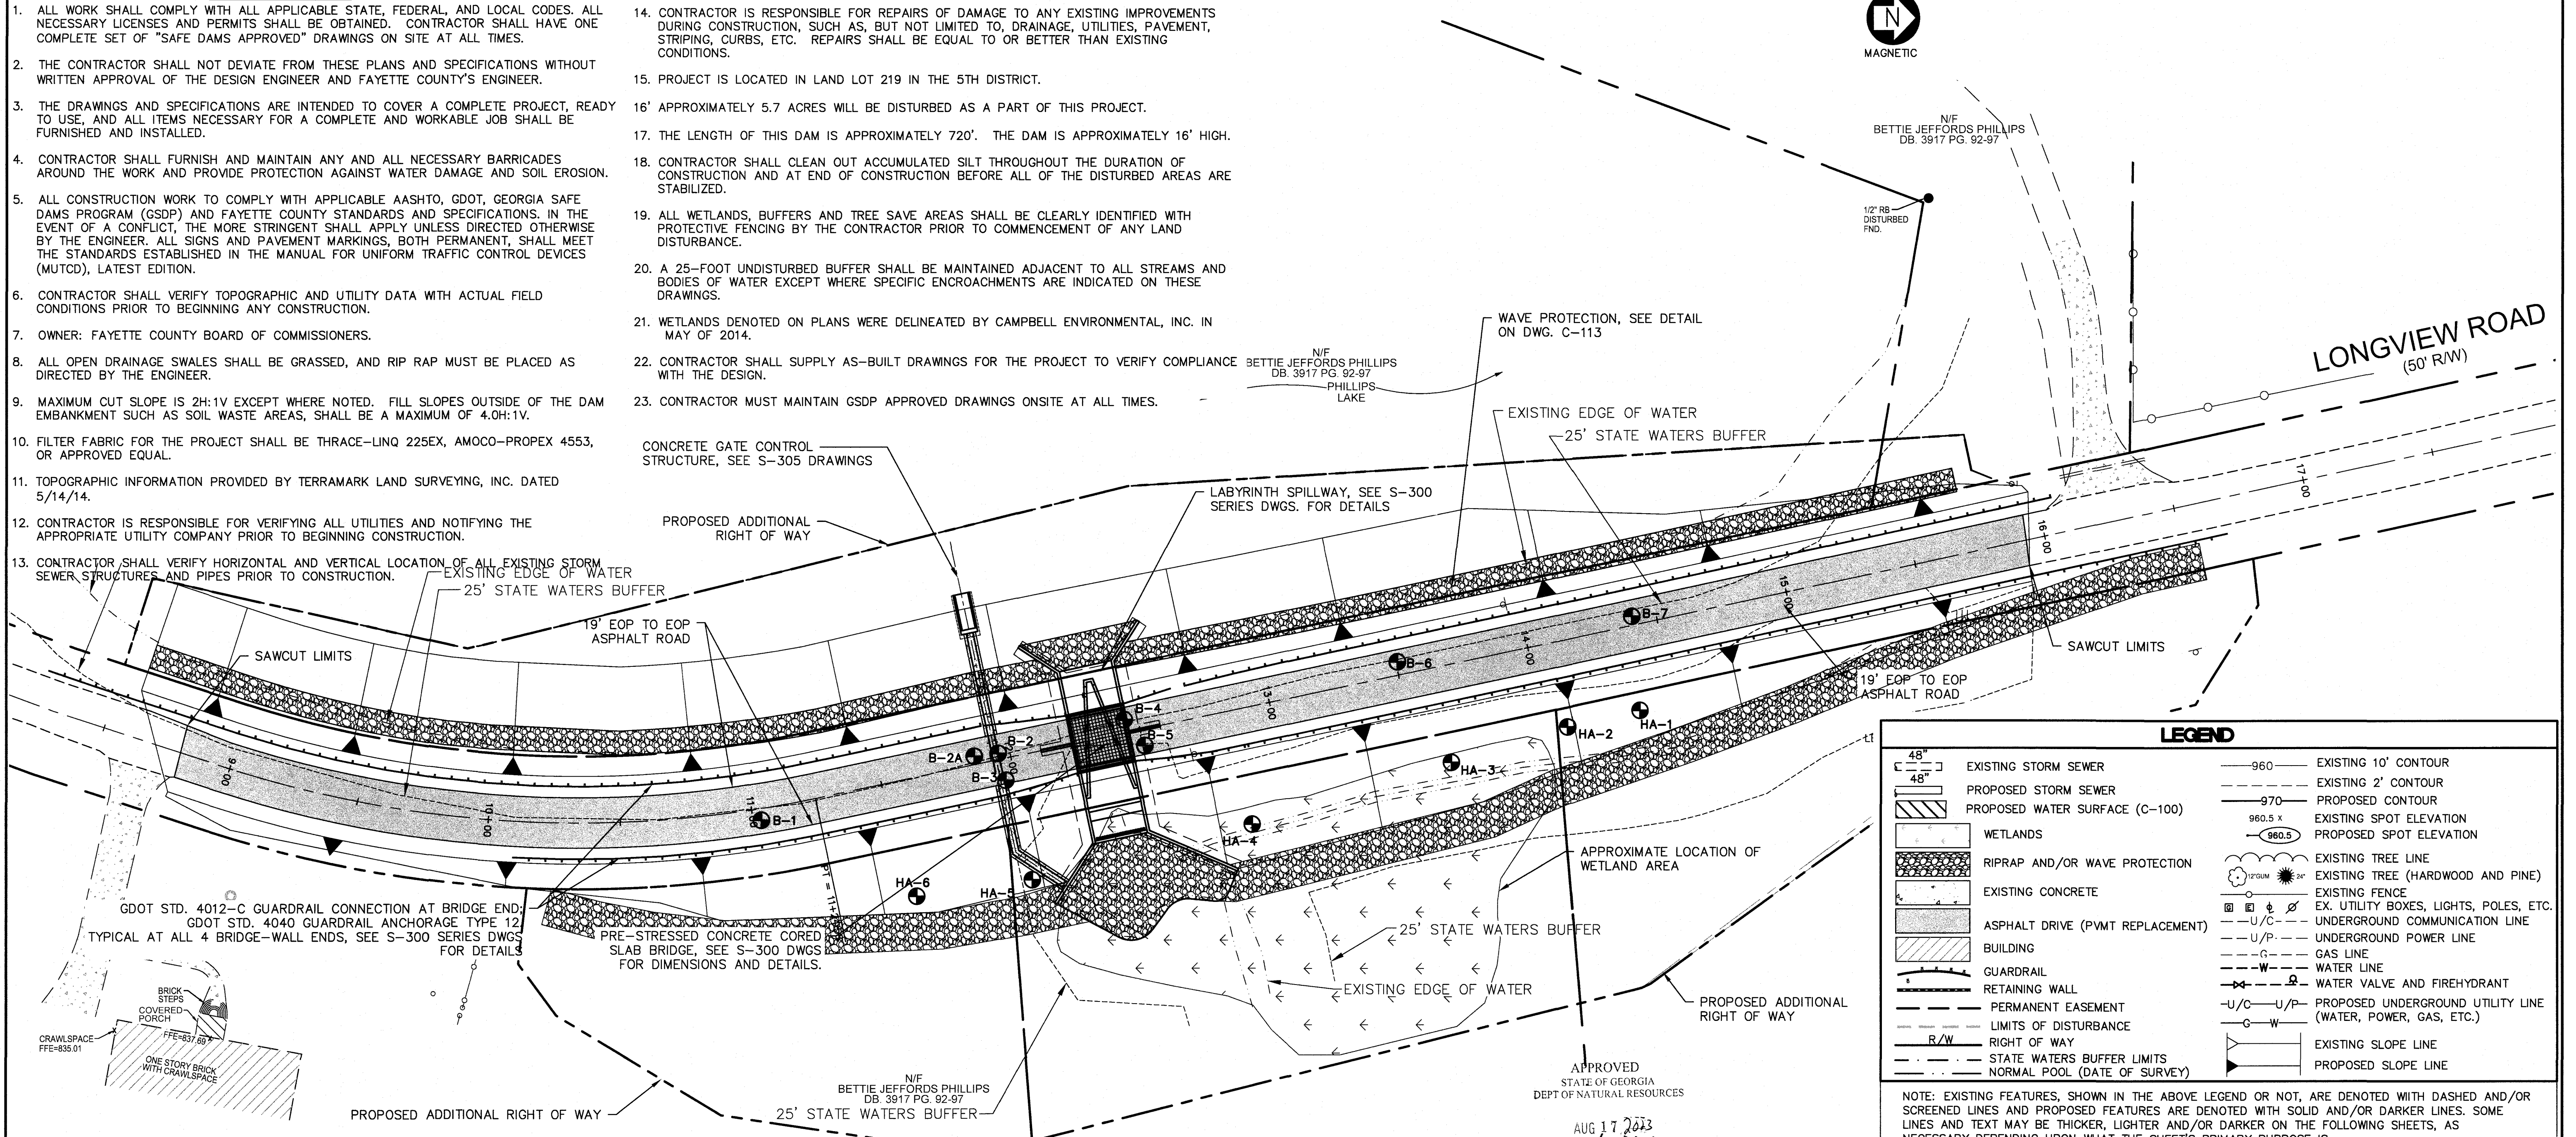 1. ALL WORK SHALL COMPLY WITH ALL APPLICABLE STATE, FEDERAL, AND LOCAL CODES. ALL
NECESSARY LICENSES AND PERMITS SHALL BE OBTAINED. CONTRACTOR SHALL HAVE ONE
COMPLETE SET OF "SAFE DAMS APPROVED" DRAWINGS ON SITE AT ALL TIMES.
2. THE CONTRACTOR SHALL NOT DEVIATE FROM THESE PLANS AND SPECIFICATIONS WITHOUT
WRITTEN APPROVAL OF THE DESIGN ENGINEER AND FAYETTE COUNTY'S ENGINEER.
3. THE DRAWINGS AND SPECIFICATIONS ARE INTENDED TO COVER A COMPLETE PROJECT, READY
TO USE, AND ALL ITEMS NECESSARY FOR A COMPLETE AND WORKABLE JOB SHALL BE
FURNISHED AND INSTALLED.
4. CONTRACTOR SHALL FURNISH AND MAINTAIN ANY AND ALL NECESSARY BARRICADES
AROUND THE WORK AND PROVIDE PROTECTION AGAINST WATER DAMAGE AND SOIL EROSION.
5. ALL CONSTRUCTION WORK TO COMPLY WITH APPLICABLE AASHTO, GDOT, GEORGIA SAFE
DAMS PROGRAM (GSDP) AND FAYETTE COUNTY STANDARDS AND SPECIFICATIONS. IN THE
EVENT OF A CONFLICT, THE MORE STRINGENT SHALL APPLY UNLESS DIRECTED OTHERWISE
BY THE ENGINEER. ALL SIGNS AND PAVEMENT MARKINGS, BOTH PERMANENT, SHALL MEET
THE STANDARDS ESTABLISHED IN THE MANUAL FOR UNIFORM TRAFFIC CONTROL DEVICES
(MUTCD), LATEST EDITION.
6. CONTRACTOR SHALL VERIFY TOPOGRAPHIC AND UTILITY DATA WITH ACTUAL FIELD
CONDITIONS PRIOR TO BEGINNING ANY CONSTRUCTION.
7. OWNER: FAYETTE COUNTY BOARD OF COMMISSIONERS.
8. ALL OPEN DRAINAGE SWALES SHALL BE GRASSED, AND RIP RAP MUST BE PLACED AS
DIRECTED BY THE ENGINEER.
9. MAXIMUM CUT SLOPE IS 2H:1V EXCEPT WHERE NOTED. FILL SLOPES OUTSIDE OF THE DAM
EMBANKMENT SUCH AS SOIL WASTE AREAS, SHALL BE A MAXIMUM OF 4.0H:1V.
10. FILTER FABRIC FOR THE PROJECT SHALL BE THRACE-LINQ 225EX, AMOCO-PROPEX 4553,
OR APPROVED EQUAL.
11. TOPOGRAPHIC INFORMATION PROVIDED BY TERRAMARK LAND SURVEYING, INC. DATED
5/14/14.
12. CONTRACTOR IS RESPONSIBLE FOR VERIFYING ALL UTILITIES AND NOTIFYING THE
APPROPRIATE UTILITY COMPANY PRIOR TO BEGINNING CONSTRUCTION.
13. CONTRACTOR SHALL VERIFY HORIZONTAL AND VERTICAL LOCATION OF ALL EXISTING STORM
SEWER STRUCTURES AND PIPES PRIOR TO CONSTRUCTION.
14. CONTRACTOR IS RESPONSIBLE FOR REPAIRS OF DAMAGE TO ANY EXISTING IMPROVEMENTS
DURING CONSTRUCTION, SUCH AS, BUT NOT LIMITED TO, DRAINAGE, UTILITIES, PAVEMENT,
STRIPING, CURBS, ETC. REPAIRS SHALL BE EQUAL TO OR BETTER THAN EXISTING
CONDITIONS.
15. PROJECT IS LOCATED IN LAND LOT 219 IN THE 5TH DISTRICT.
16' APPROXIMATELY 5.7 ACRES WILL BE DISTURBED AS A PART OF THIS PROJECT.
17. THE LENGTH OF THIS DAM IS APPROXIMATELY 720'. THE DAM IS APPROXIMATELY 16' HIGH.
18. CONTRACTOR SHALL CLEAN OUT ACCUMULATED SILT THROUGHOUT THE DURATION OF
CONSTRUCTION AND AT END OF CONSTRUCTION BEFORE ALL OF THE DISTURBED AREAS ARE
STABILIZED.
19. ALL WETLANDS, BUFFERS AND TREE SAVE AREAS SHALL BE CLEARLY IDENTIFIED WITH
PROTECTIVE FENCING BY THE CONTRACTOR PRIOR TO COMMENCEMENT OF ANY LAND
DISTURBANCE.
20. A 25-FOOT UNDISTURBED BUFFER SHALL BE MAINTAINED ADJACENT TO ALL STREAMS AND
BODIES OF WATER EXCEPT WHERE SPECIFIC ENCROACHMENTS ARE INDICATED ON THESE
DRAWINGS.
21. WETLANDS DENOTED ON PLANS WERE DELINEATED BY CAMPBELL ENVIRONMENTAL, INC. IN
MAY OF 2014.
22. CONTRACTOR SHALL SUPPLY AS-BUILT DRAWINGS FOR THE PROJECT TO VERIFY COMPLIANCE
WITH THE DESIGN.
23. CONTRACTOR MUST MAINTAIN GSDP APPROVED DRAWINGS ONSITE AT ALL TIMES.
N
MAGNETIC
N/F
BETTIE JEFFORDS PHILLIPS
DB. 3917 PG. 92-97
1/2" RB
DISTURBED
FND.
LONGVIEW ROAD
(50' R/W)
WAVE PROTECTION, SEE DETAIL
ON DWG. C-113
N/F
BETTIE JEFFORDS PHILLIPS
DB. 3917 PG. 92-97
PHILLIPS
LAKE
EXISTING EDGE OF WATER
25' STATE WATERS BUFFER
CONCRETE GATE CONTROL
STRUCTURE, SEE S-305 DRAWINGS
LABYRINTH SPILLWAY, SEE S-300
SERIES DWGS. FOR DETAILS
PROPOSED ADDITIONAL
RIGHT OF WAY
EXISTING EDGE OF WATER
25' STATE WATERS BUFFER
19' EOP TO EOP
ASPHALT ROAD
SAWCUT LIMITS
9+00
10+00
13+00
14+00
15+00
16+00
17+00
B-1
B-2A
B-2
B-3
B-4
B-5
B-6
B-7
HA-1
HA-2
HA-3
HA-4
HA-5
HA-6
SAWCUT LIMITS
19' EOP TO EOP
ASPHALT ROAD
APPROXIMATE LOCATION OF
WETLAND AREA
25' STATE WATERS BUFFER
EXISTING EDGE OF WATER
PROPOSED ADDITIONAL
RIGHT OF WAY
GDOT STD. 4012-C GUARDRAIL CONNECTION AT BRIDGE END;
GDOT STD. 4040 GUARDRAIL ANCHORAGE TYPE 12
TYPICAL AT ALL 4 BRIDGE-WALL ENDS, SEE S-300 SERIES DWGS
FOR DETAILS
PRE-STRESSED CONCRETE CORED
SLAB BRIDGE, SEE S-300 DWGS
FOR DIMENSIONS AND DETAILS.
BRICK
STEPS
COVERED
PORCH
CRAWLSPACE
FFE=835.01
FFE=837.69
ONE STORY BRICK
WITH CRAWLSPACE
PROPOSED ADDITIONAL RIGHT OF WAY
N/F
BETTIE JEFFORDS PHILLIPS
DB. 3917 PG. 92-97
25' STATE WATERS BUFFER
APPROVED
STATE OF GEORGIA
DEPT OF NATURAL RESOURCES
AUG 17
LEGEND
48" EXISTING STORM SEWER
48" PROPOSED STORM SEWER
PROPOSED WATER SURFACE (C-100)
WETLANDS
RIPRAP AND/OR WAVE PROTECTION
EXISTING CONCRETE
ASPHALT DRIVE (PVMT REPLACEMENT)
BUILDING
GUARDRAIL
RETAINING WALL
PERMANENT EASEMENT
LIMITS OF DISTURBANCE
R/W RIGHT OF WAY
STATE WATERS BUFFER LIMITS
NORMAL POOL (DATE OF SURVEY)
960 EXISTING 10' CONTOUR
EXISTING 2' CONTOUR
970 PROPOSED CONTOUR
960.5 x EXISTING SPOT ELEVATION
960.5 PROPOSED SPOT ELEVATION
EXISTING TREE LINE
12"GUM 24" EXISTING TREE (HARDWOOD AND PINE)
EXISTING FENCE
EX. UTILITY BOXES, LIGHTS, POLES, ETC.
U/C UNDERGROUND COMMUNICATION LINE
U/P UNDERGROUND POWER LINE
G GAS LINE
W WATER LINE
WATER VALVE AND FIREHYDRANT
U/C U/P PROPOSED UNDERGROUND UTILITY LINE
G W (WATER, POWER, GAS, ETC.)
EXISTING SLOPE LINE
PROPOSED SLOPE LINE
NOTE: EXISTING FEATURES, SHOWN IN THE ABOVE LEGEND OR NOT, ARE DENOTED WITH DASHED AND/OR
SCREENED LINES AND PROPOSED FEATURES ARE DENOTED WITH SOLID AND/OR DARKER LINES. SOME
LINES AND TEXT MAY BE THICKER, LIGHTER AND/OR DARKER ON THE FOLLOWING SHEETS, AS
NECESSARY DEPENDING UPON WHAT THE SHEET'S PRIMARY PURPOSE IS